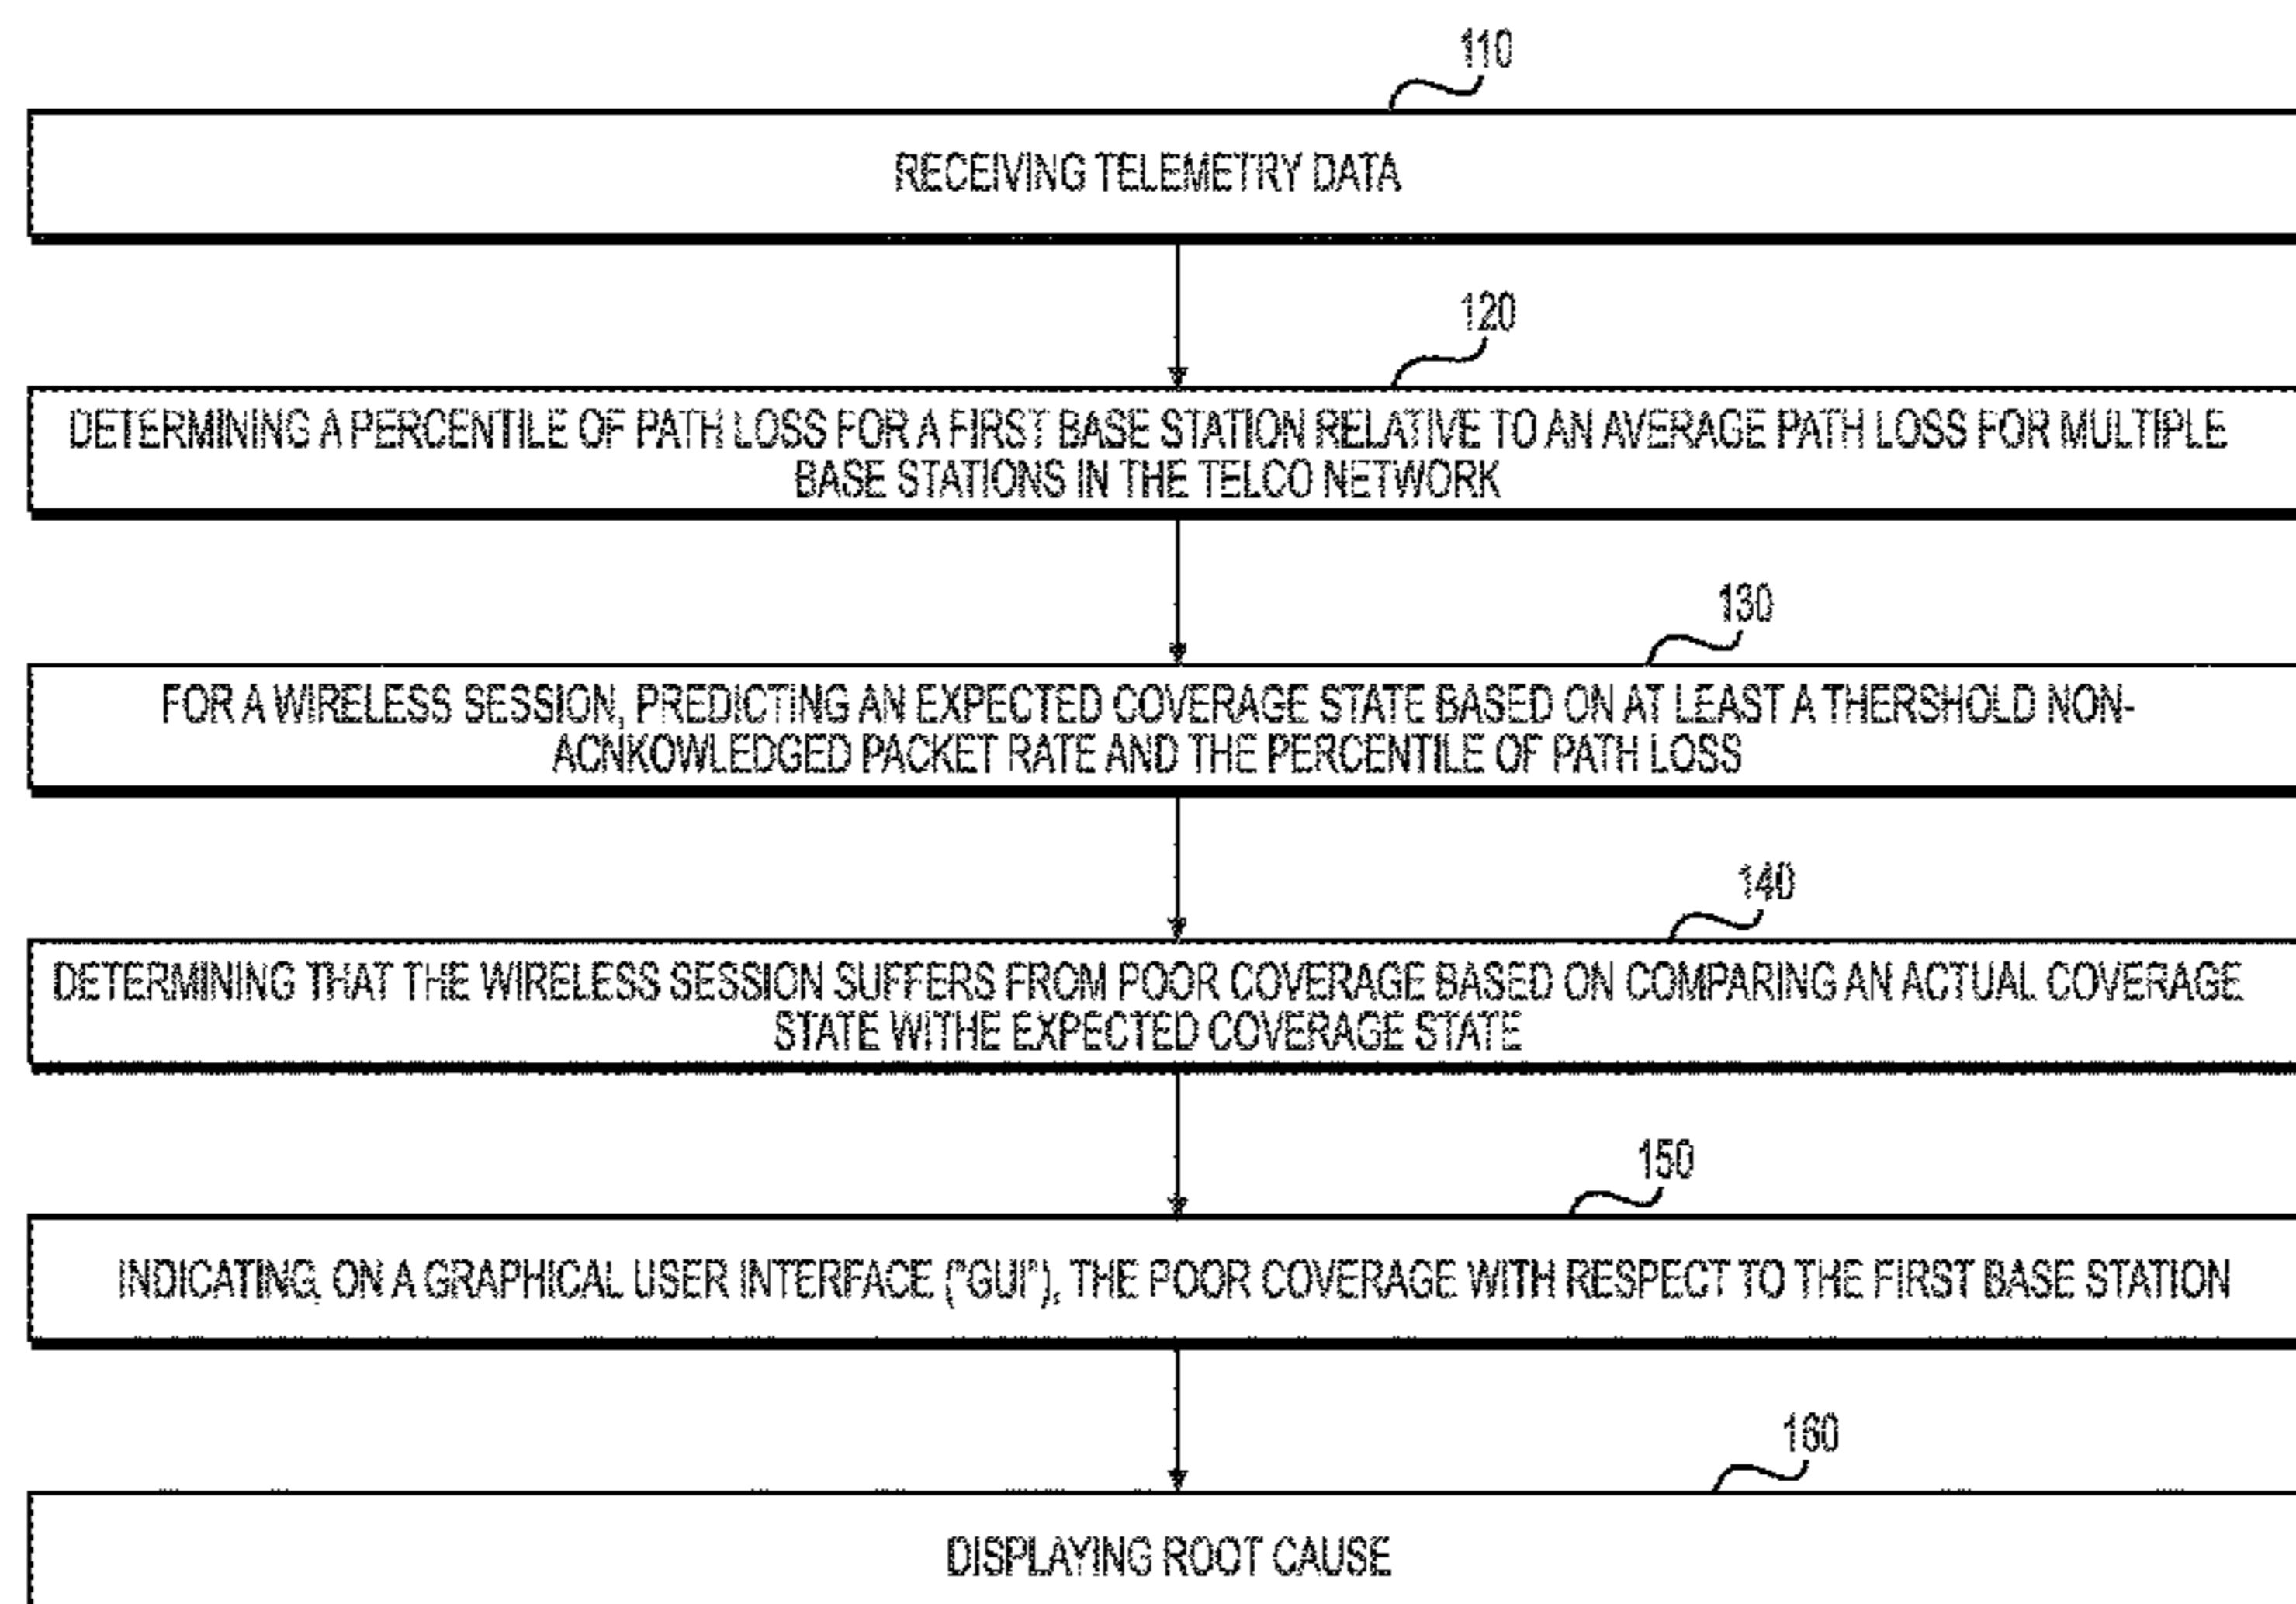 110
RECEIVING TELEMETRY DATA
120
DETERMINING A PERCENTILE OF PATH LOSS FOR A FIRST BASE STATION RELATIVE TO AN AVERAGE PATH LOSS FOR MULTIPLE
BASE STATIONS IN THE TELCO NETWORK
130
FOR A WIRELESS SESSION, PREDICTING AN EXPECTED COVERAGE STATE BASED ON AT LEAST A THERSHOLD NON-
ACNKOWLEDGED PACKET RATE AND THE PERCENTILE OF PATH LOSS
140
DETERMINING THAT THE WIRELESS SESSION SUFFERS FROM POOR COVERAGE BASED ON COMPARING AN ACTUAL COVERAGE
STATE WITHE EXPECTED COVERAGE STATE
150
INDICATING, ON A GRAPHICAL USER INTERFACE ("GUI"), THE POOR COVERAGE WITH RESPECT TO THE FIRST BASE STATION
160
DISPLAYING ROOT CAUSE